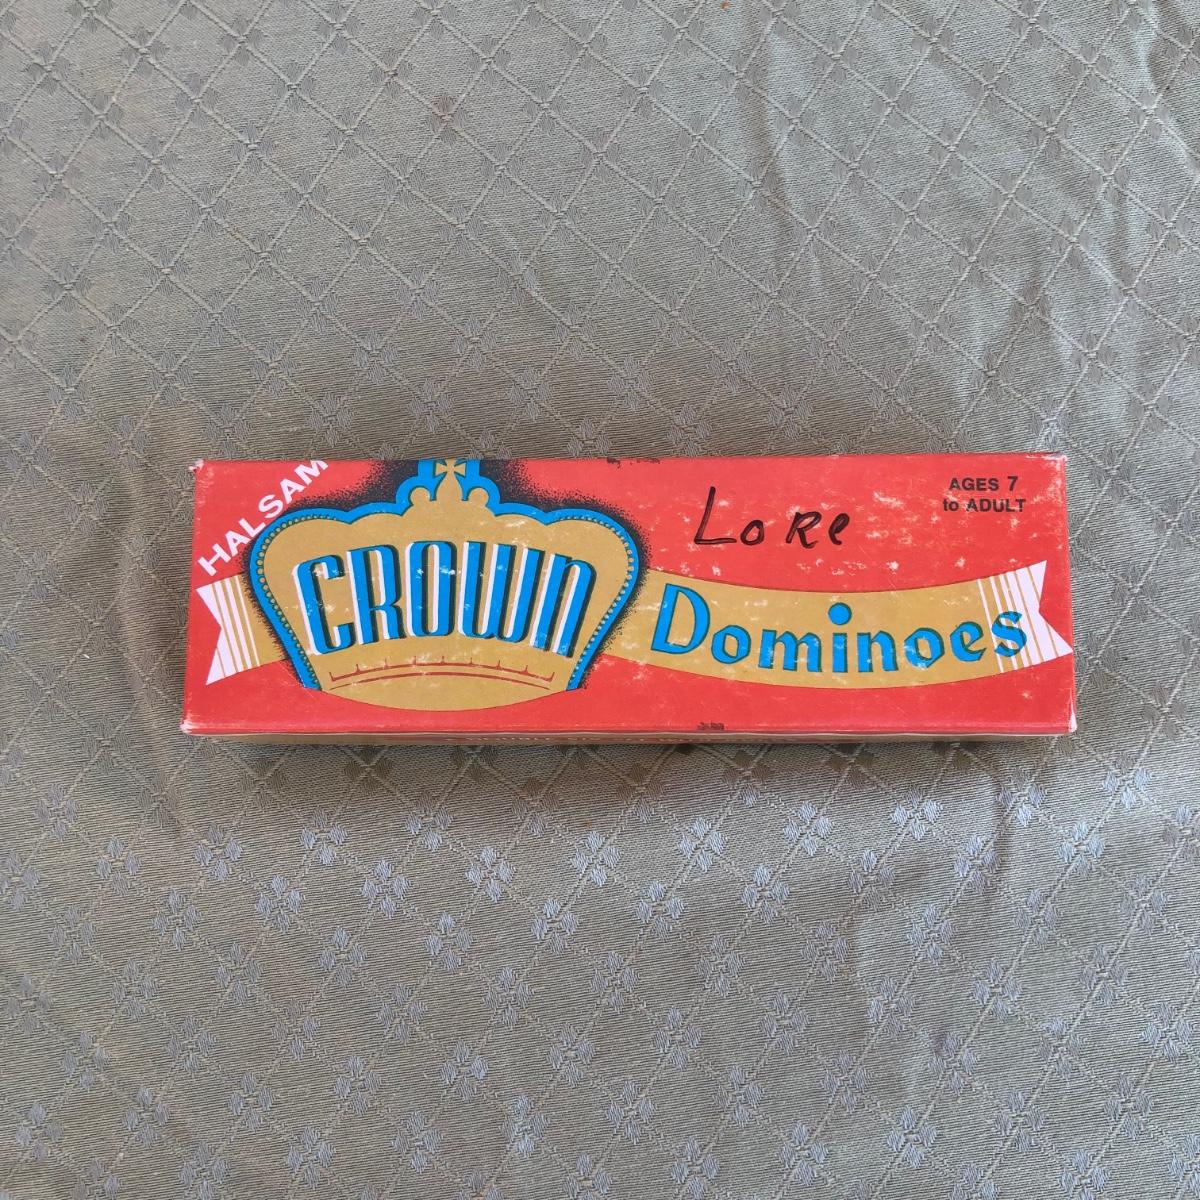 HALSAM
CROWN
Dominoes
LoRe
AGES 7
to ADULT